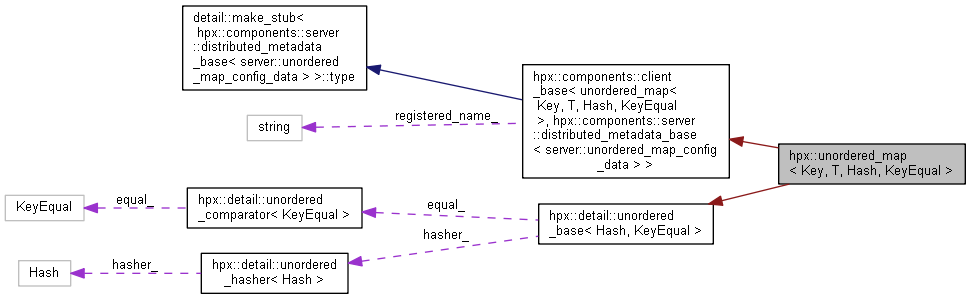 detail::make_stub<
hpx::components::server
::distributed_metadata
_base< server::unordered
_map_config_data > >::type
string
registered_name_
hpx::components::client
_base< unordered_map<
Key, T, Hash, KeyEqual
>, hpx::components::server
::distributed_metadata_base
< server::unordered_map_config
_data > >
hpx::unordered_map
< Key, T, Hash, KeyEqual >
KeyEqual
equal_
hpx::detail::unordered
_comparator< KeyEqual >
equal_
hpx::detail::unordered
_base< Hash, KeyEqual >
hasher_
Hash
hasher_
hpx::detail::unordered
_hasher< Hash >